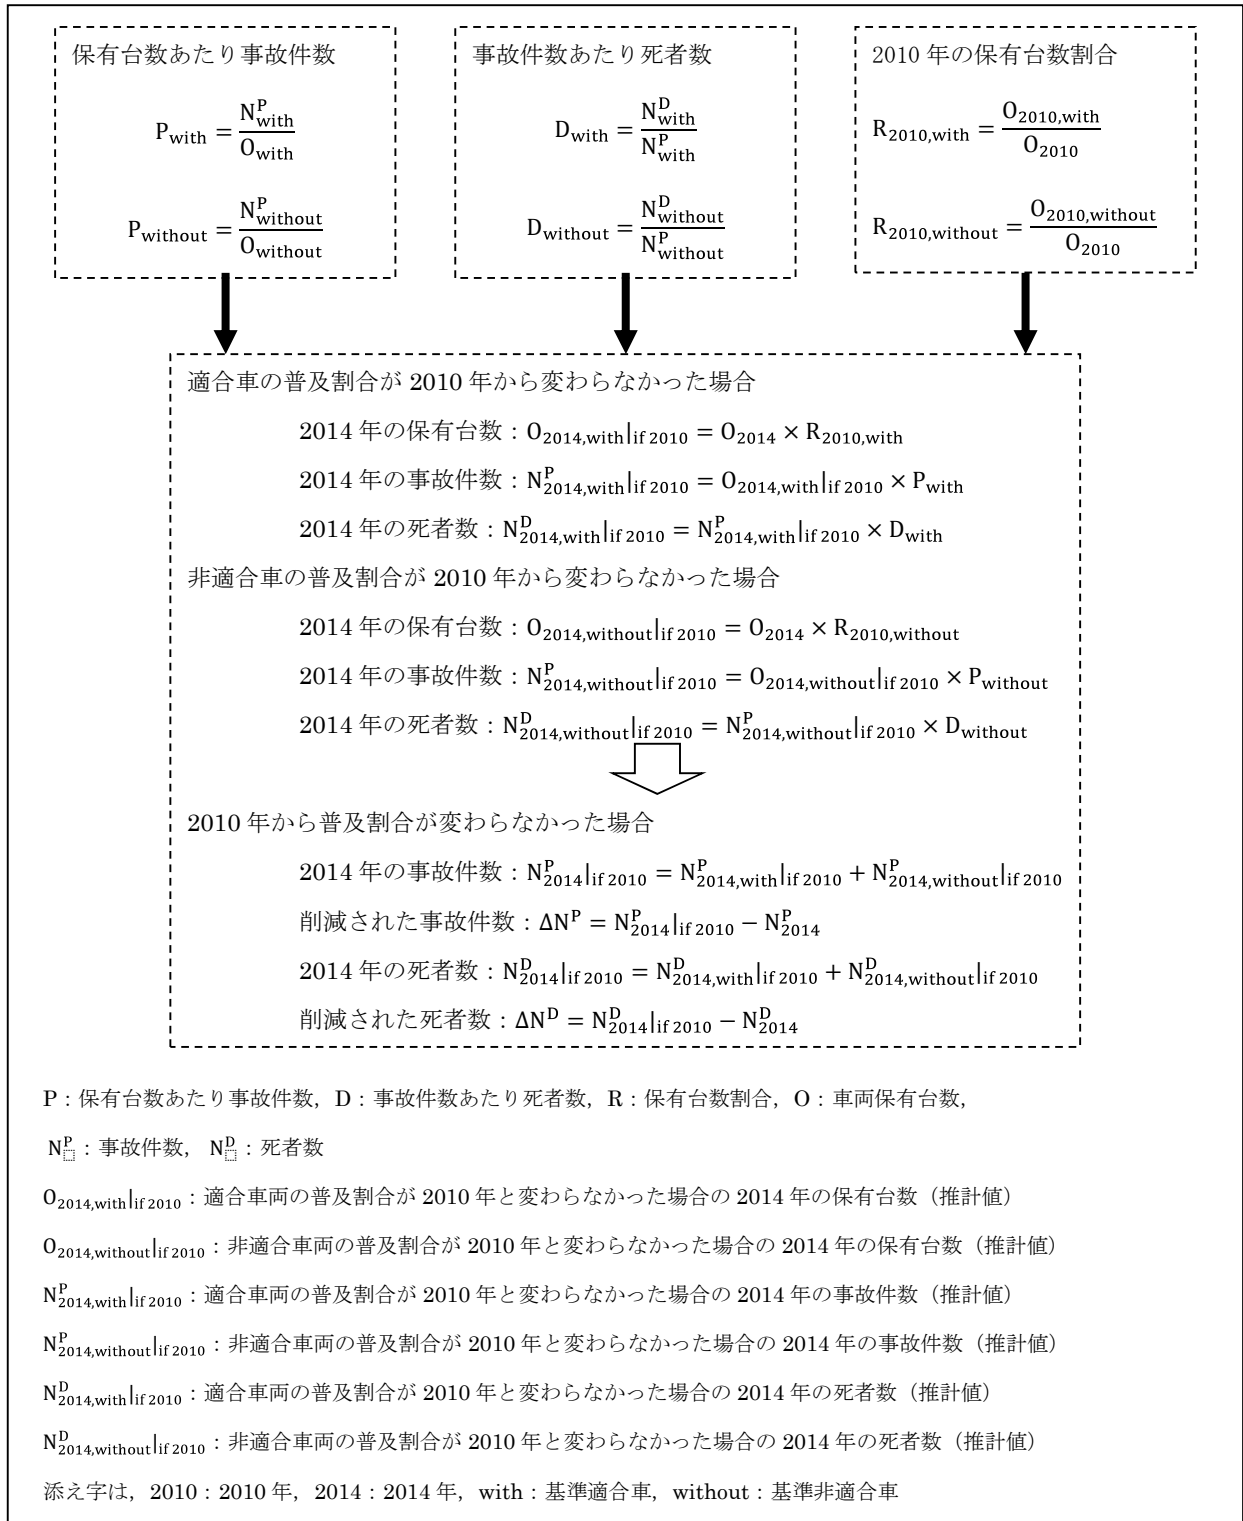 保有台数あたり事故件数
P_with = N^P_with / O_with
P_without = N^P_without / O_without
事故件数あたり死者数
D_with = N^D_with / N^P_with
D_without = N^D_without / N^P_without
2010 年の保有台数割合
R_2010,with = O_2010,with / O_2010
R_2010,without = O_2010,without / O_2010
適合車の普及割合が 2010 年から変わらなかった場合
2014 年の保有台数：O_2014,with|if 2010 = O_2014 × R_2010,with
2014 年の事故件数：N^P_2014,with|if 2010 = O_2014,with|if 2010 × P_with
2014 年の死者数：N^D_2014,with|if 2010 = N^P_2014,with|if 2010 × D_with
非適合車の普及割合が 2010 年から変わらなかった場合
2014 年の保有台数：O_2014,without|if 2010 = O_2014 × R_2010,without
2014 年の事故件数：N^P_2014,without|if 2010 = O_2014,without|if 2010 × P_without
2014 年の死者数：N^D_2014,without|if 2010 = N^P_2014,without|if 2010 × D_without
2010 年から普及割合が変わらなかった場合
2014 年の事故件数：N^P_2014|if 2010 = N^P_2014,with|if 2010 + N^P_2014,without|if 2010
削減された事故件数：ΔN^P = N^P_2014|if 2010 − N^P_2014
2014 年の死者数：N^D_2014|if 2010 = N^D_2014,with|if 2010 + N^D_2014,without|if 2010
削減された死者数：ΔN^D = N^D_2014|if 2010 − N^D_2014
P：保有台数あたり事故件数，D：事故件数あたり死者数，R：保有台数割合，O：車両保有台数，
N^P_□：事故件数，N^D_□：死者数
O_2014,with|if 2010：適合車両の普及割合が 2010 年と変わらなかった場合の 2014 年の保有台数（推計値）
O_2014,without|if 2010：非適合車両の普及割合が 2010 年と変わらなかった場合の 2014 年の保有台数（推計値）
N^P_2014,with|if 2010：適合車両の普及割合が 2010 年と変わらなかった場合の 2014 年の事故件数（推計値）
N^P_2014,without|if 2010：非適合車両の普及割合が 2010 年と変わらなかった場合の 2014 年の事故件数（推計値）
N^D_2014,with|if 2010：適合車両の普及割合が 2010 年と変わらなかった場合の 2014 年の死者数（推計値）
N^D_2014,without|if 2010：非適合車両の普及割合が 2010 年と変わらなかった場合の 2014 年の死者数（推計値）
添え字は，2010：2010 年，2014：2014 年，with：基準適合車，without：基準非適合車